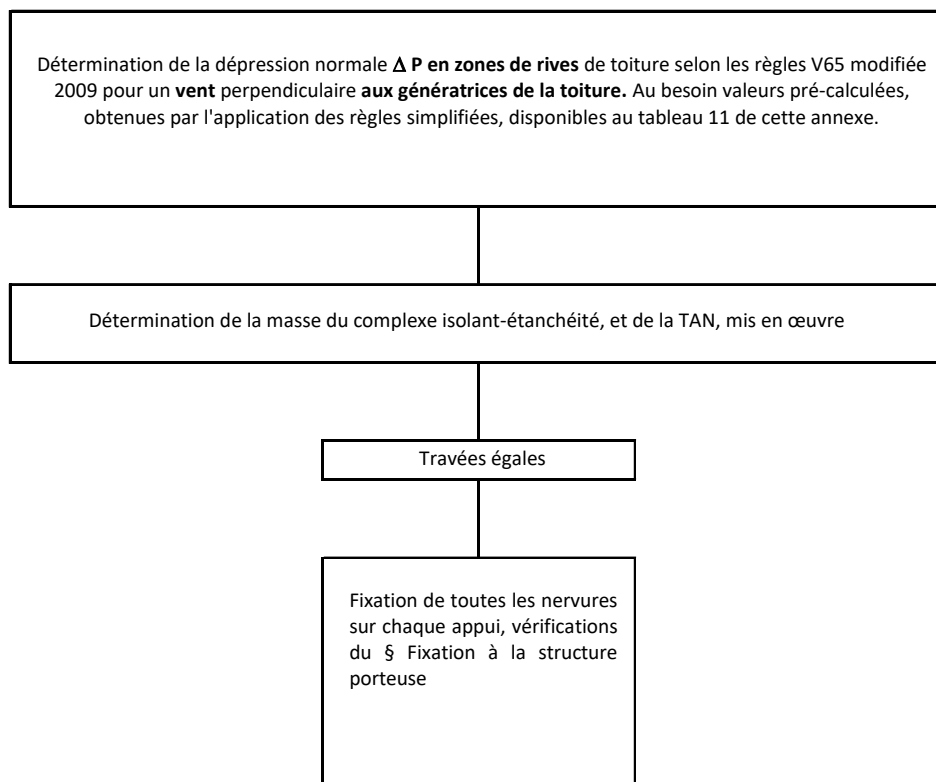 Détermination de la dépression normale Δ P en zones de rives de toiture selon les règles V65 modifiée
2009 pour un vent perpendiculaire aux génératrices de la toiture. Au besoin valeurs pré-calculées,
obtenues par l'application des règles simplifiées, disponibles au tableau 11 de cette annexe.
Détermination de la masse du complexe isolant-étanchéité, et de la TAN, mis en œuvre
Travées égales
Fixation de toutes les nervures
sur chaque appui, vérifications
du § Fixation à la structure
porteuse